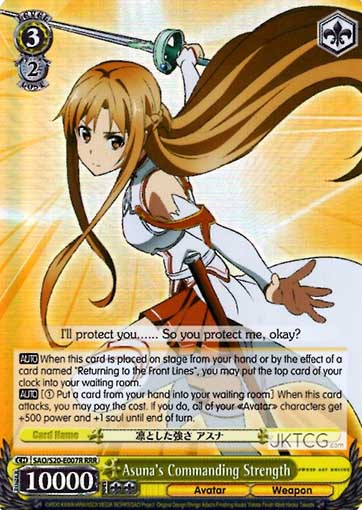 3
2
I'll protect you...... So you protect me, okay?
AUTO When this card is placed on stage from your hand or by the effect of a
card named "Returning to the Front Lines", you may put the top card of your
clock into your waiting room.
AUTO [① Put a card from your hand into your waiting room] When this card
attacks, you may pay the cost. If you do, all of your «Avatar» characters get
+500 power and +1 soul until end of turn.
Card Name 凛とした強さ アスナ
JKTCG.com
CH SAO/S20-E007R RRR
Asuna's Commanding Strength
10000
Avatar Weapon